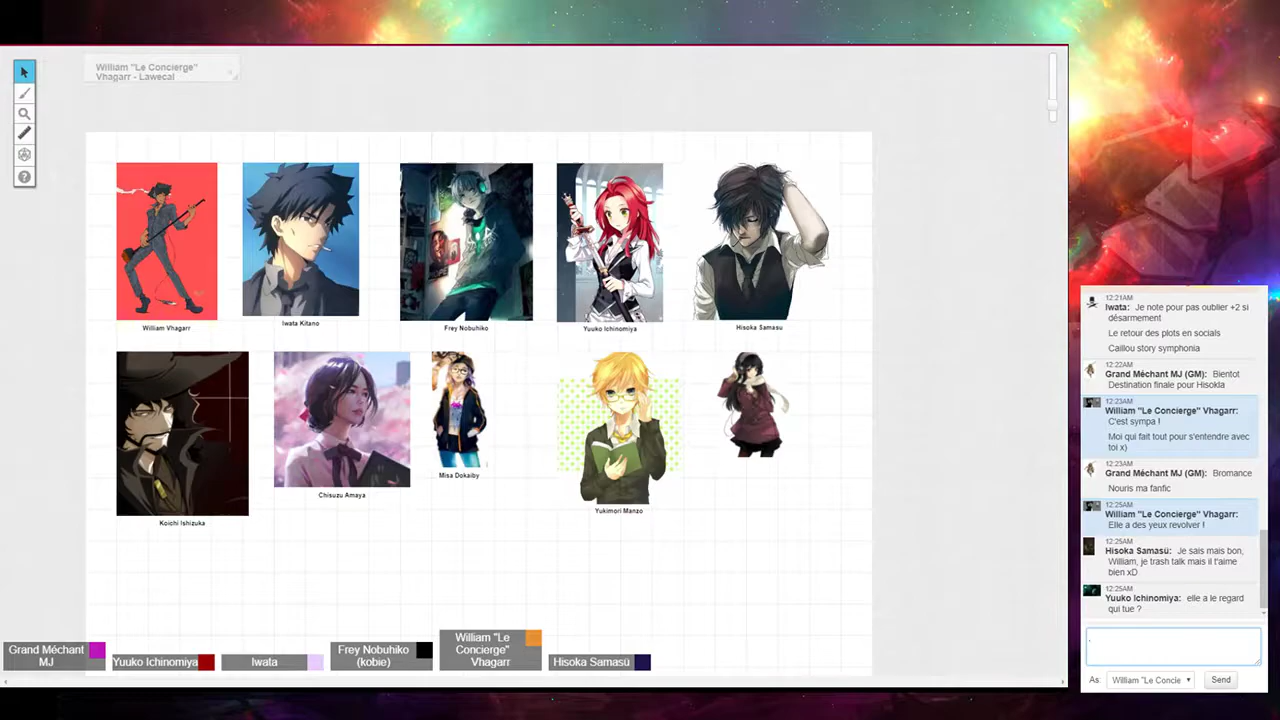 William "Le Concierge"
Vhagarr - Lawecal
William Vhagarr
Iwata Kitano
Frey Nobuhiko
Yuuko Ichinomiya
Hisoka Samasu
Koichi Ishizuka
Chisuzu Amaya
Misa Dokaiby
Yukimori Manzo
Grand Méchant
MJ
Yuuko Ichinomiya
Iwata
Frey Nobuhiko
(kobie)
William "Le
Concierge"
Vhagarr
Hisoka Samasü
12:21AM
Iwata: Je note pour pas oublier +2 si
désarmement
Le retour des plots en socials
Caillou story symphonia
12:22AM
Grand Méchant MJ (GM): Bientot
Destination finale pour Hisokla
12:23AM
William "Le Concierge" Vhagarr:
C'est sympa !
Moi qui fait tout pour s'entendre avec
toi x)
12:23AM
Grand Méchant MJ (GM): Bromance
Nouris ma fanfic
12:25AM
William "Le Concierge" Vhagarr:
Elle a des yeux revolver !
12:25AM
Hisoka Samasü: Je sais mais bon,
William, je trash talk mais il t'aime
bien xD
12:25AM
Yuuko Ichinomiya: elle a le regard
qui tue ?
As: William "Le Concie
Send